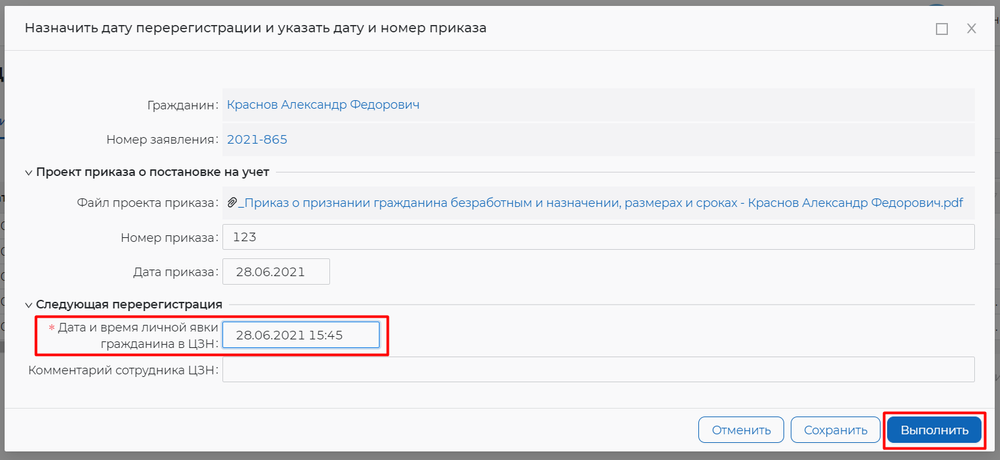 Назначить дату перерегистрации и указать дату и номер приказа
Гражданин: Краснов Александр Федорович
Номер заявления: 2021-865
Проект приказа о постановке на учет
Файл проекта приказа: _Приказ о признании гражданина безработным и назначении, размерах и сроках - Краснов Александр Федорович.pdf
Номер приказа: 123
Дата приказа: 28.06.2021
Следующая перерегистрация
* Дата и время личной явки
гражданина в ЦЗН: 28.06.2021 15:45
Комментарий сотрудника ЦЗН:
Отменить Сохранить Выполнить